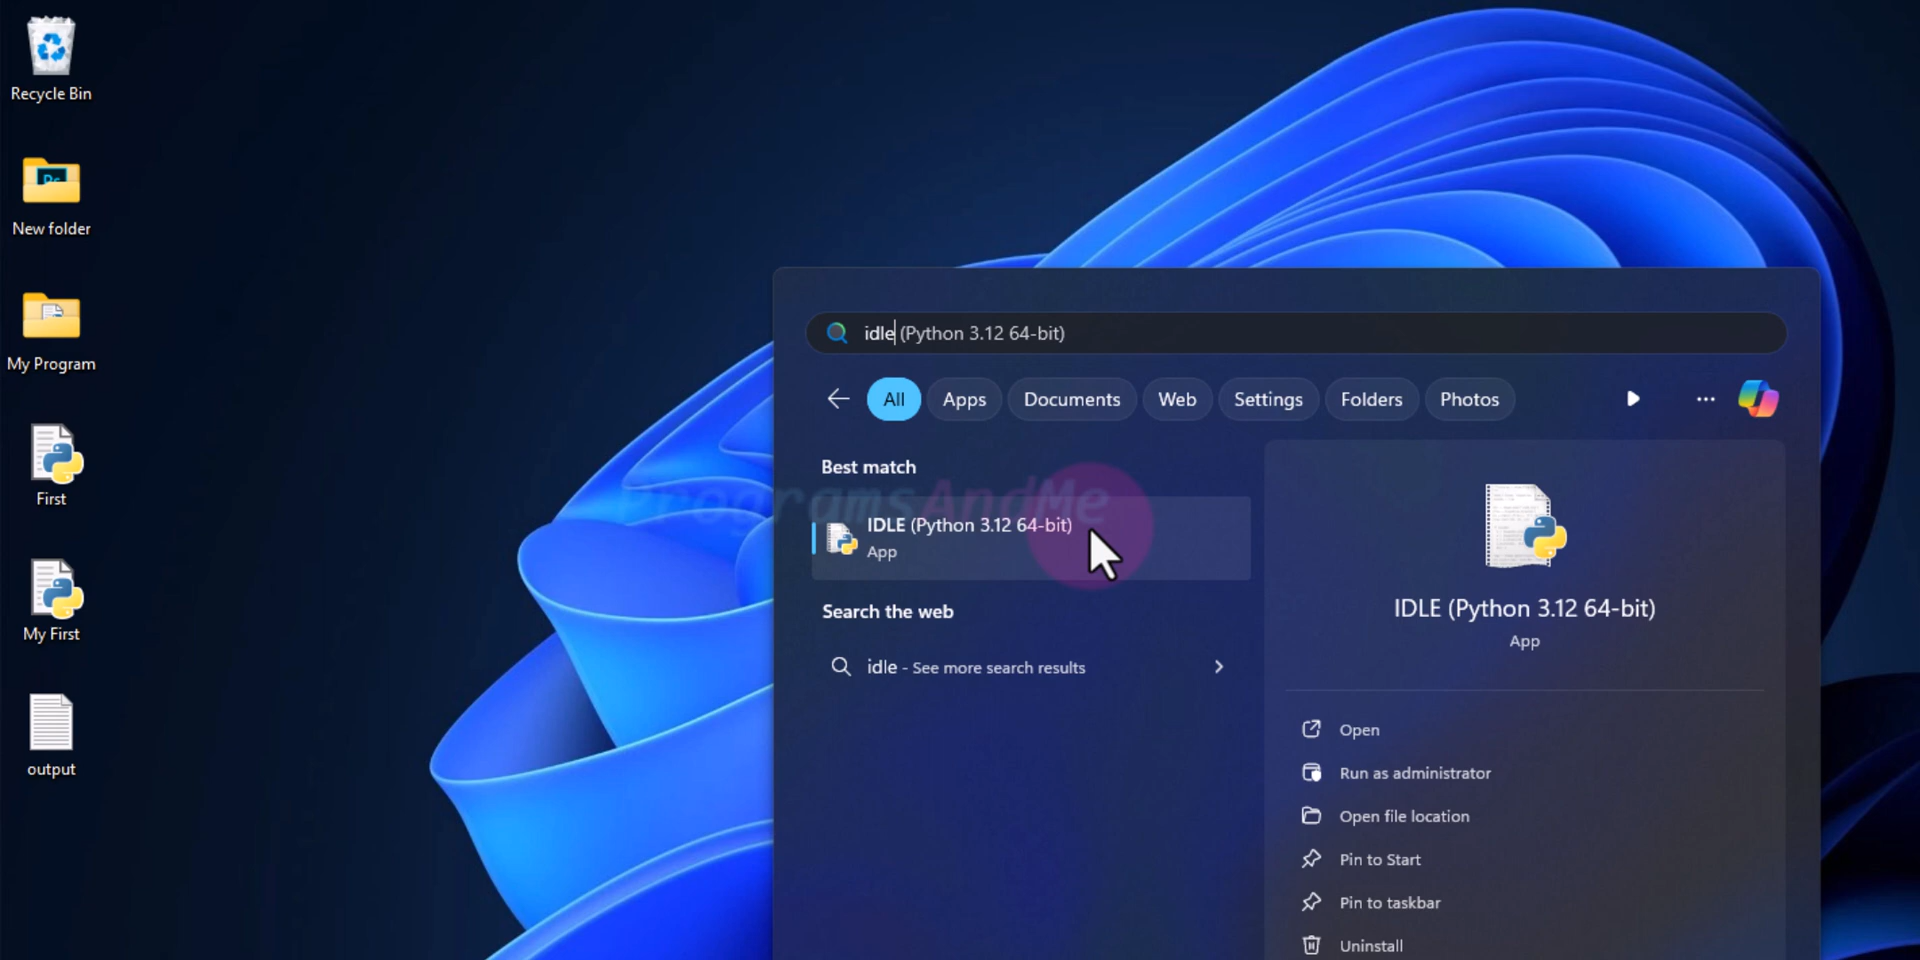 Recycle Bin
New folder
My Program
First
My First
output
idle (Python 3.12 64-bit)
All
Apps
Documents
Web
Settings
Folders
Photos
Best match
ProgramsAndMe
IDLE (Python 3.12 64-bit)
App
Search the web
idle - See more search results
IDLE (Python 3.12 64-bit)
App
Open
Run as administrator
Open file location
Pin to Start
Pin to taskbar
Uninstall